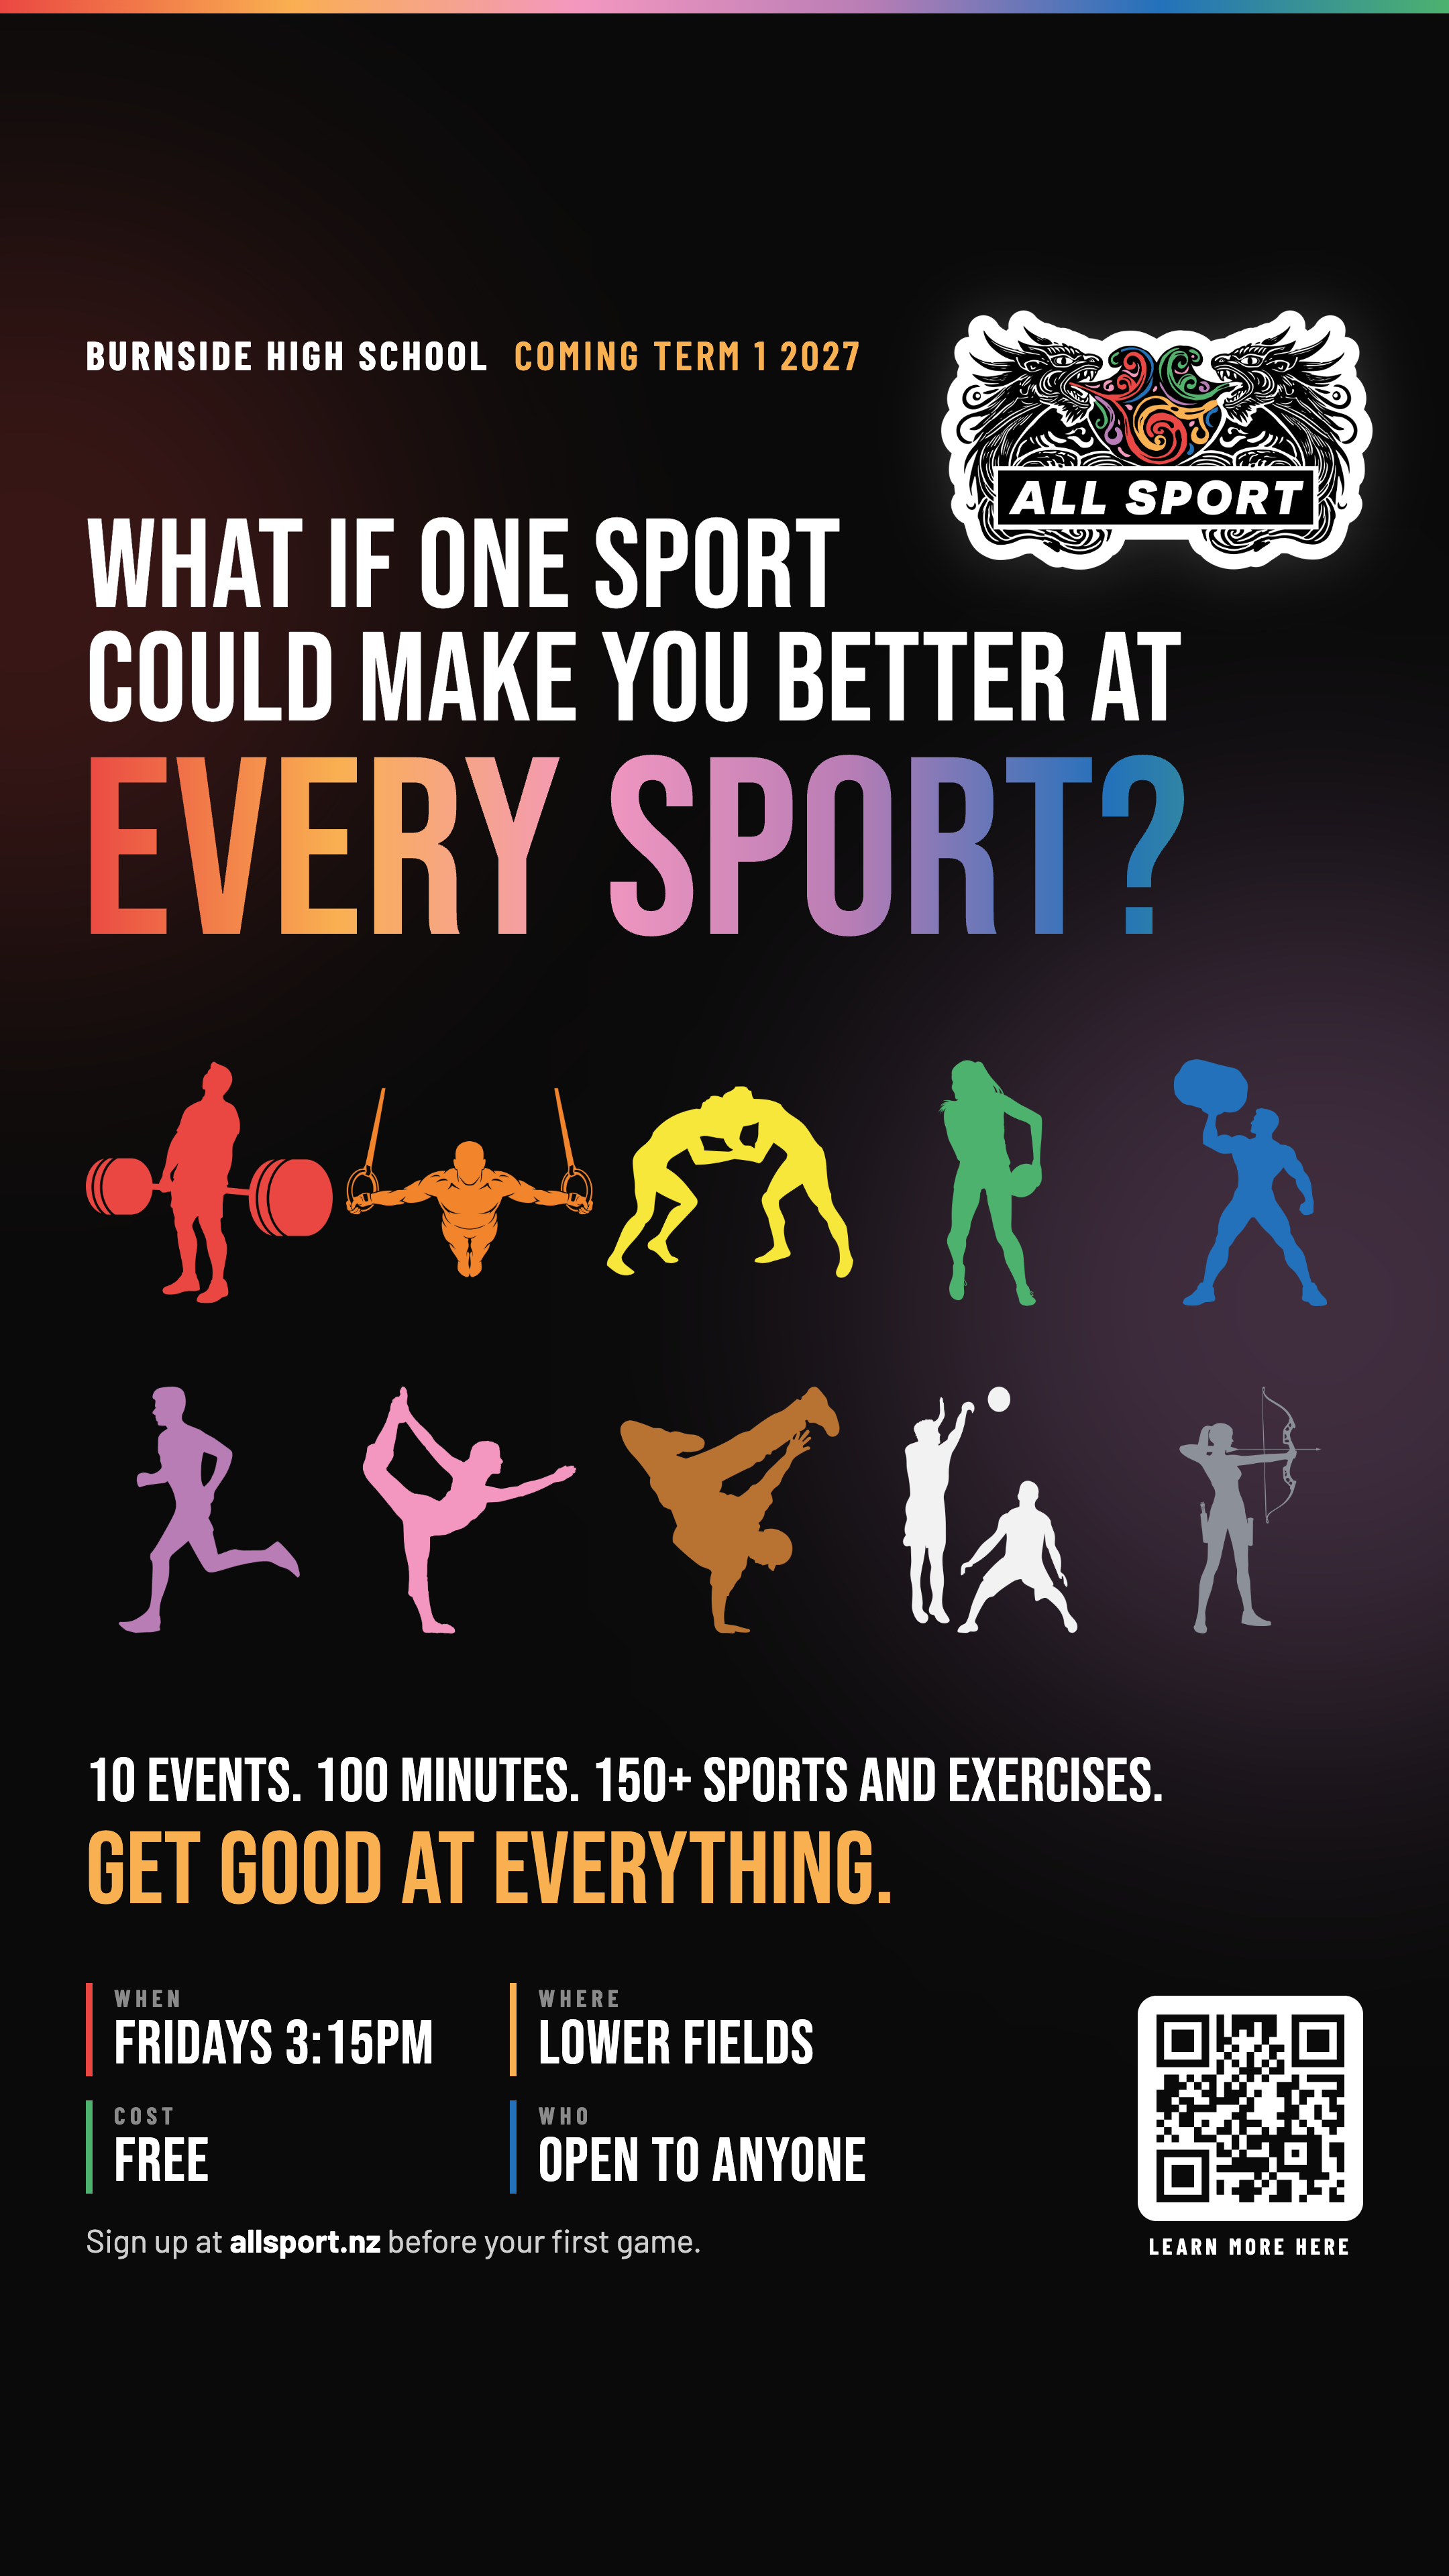 BURNSIDE HIGH SCHOOL COMING TERM 1 2027
ALL SPORT
WHAT IF ONE SPORT
COULD MAKE YOU BETTER AT
EVERY SPORT?
10 EVENTS. 100 MINUTES. 150+ SPORTS AND EXERCISES.
GET GOOD AT EVERYTHING.
WHEN
FRIDAYS 3:15PM
WHERE
LOWER FIELDS
COST
FREE
WHO
OPEN TO ANYONE
Sign up at allsport.nz before your first game.
LEARN MORE HERE